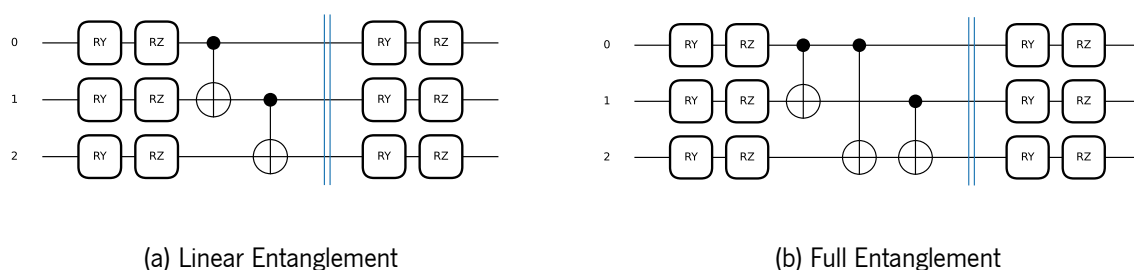 0 RY RZ RY RZ
1 RY RZ RY RZ
2 RY RZ RY RZ
(a) Linear Entanglement
0 RY RZ RY RZ
1 RY RZ RY RZ
2 RY RZ RY RZ
(b) Full Entanglement